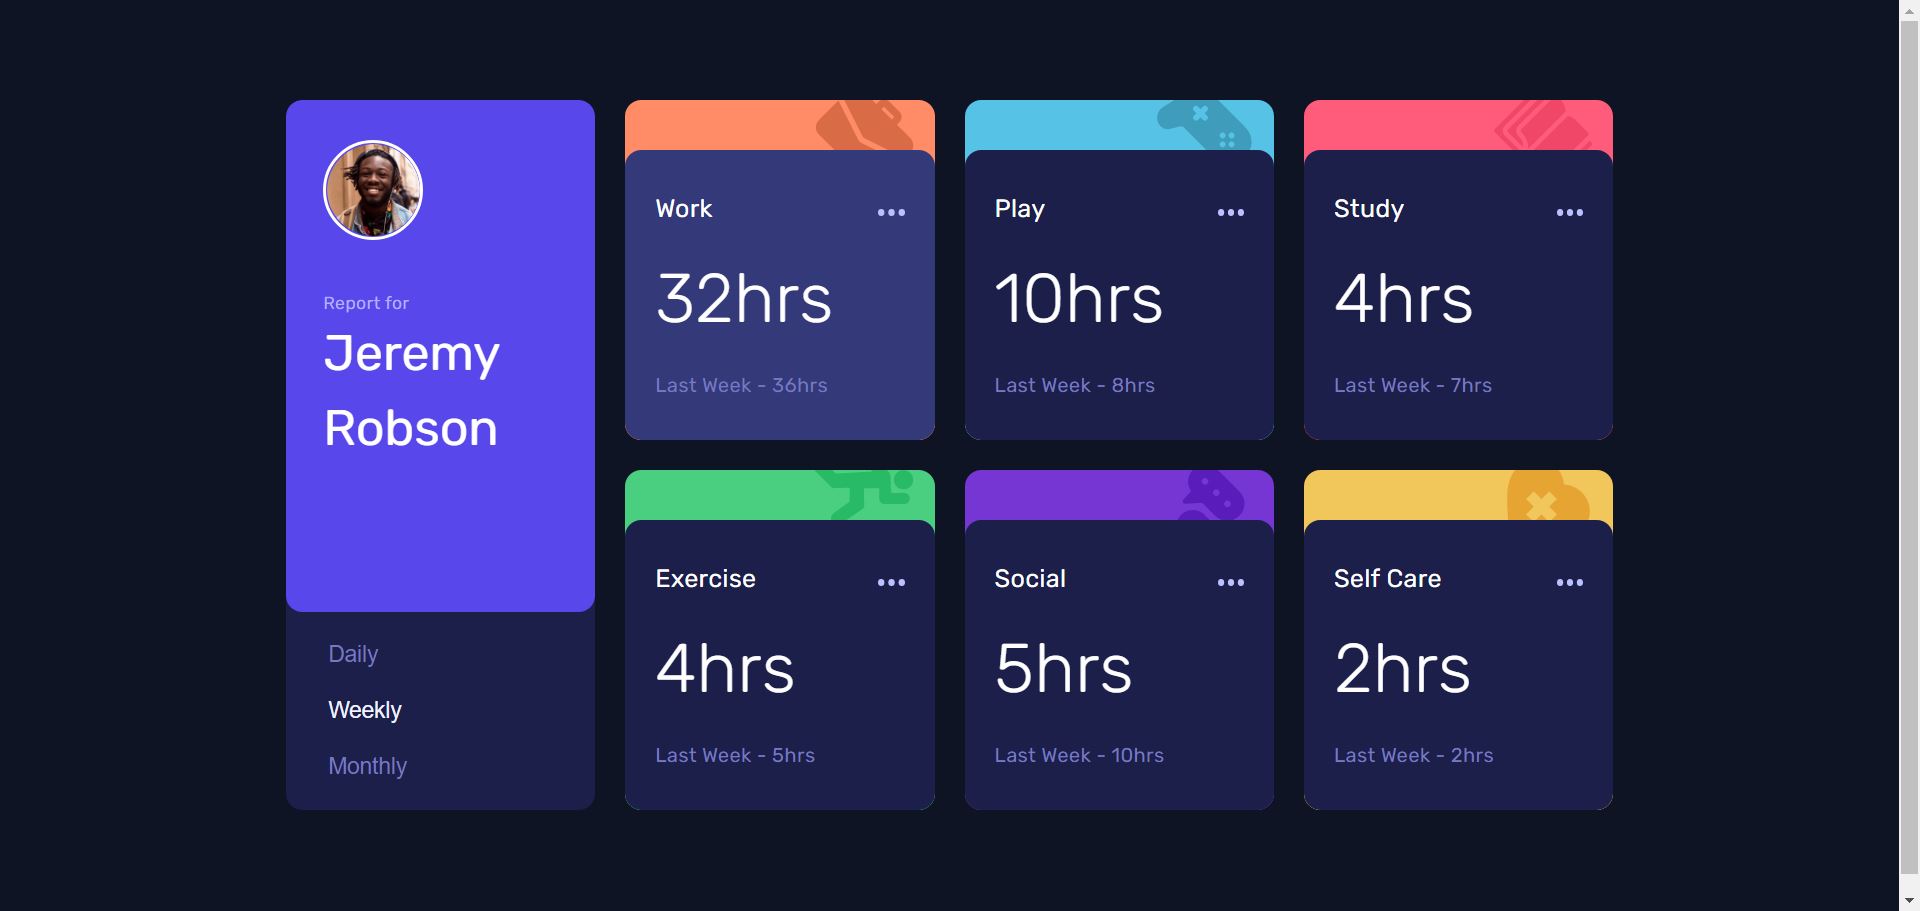 Report for
Jeremy
Robson
Daily
Weekly
Monthly
Work
32hrs
Last Week - 36hrs
Play
10hrs
Last Week - 8hrs
Study
4hrs
Last Week - 7hrs
Exercise
4hrs
Last Week - 5hrs
Social
5hrs
Last Week - 10hrs
Self Care
2hrs
Last Week - 2hrs